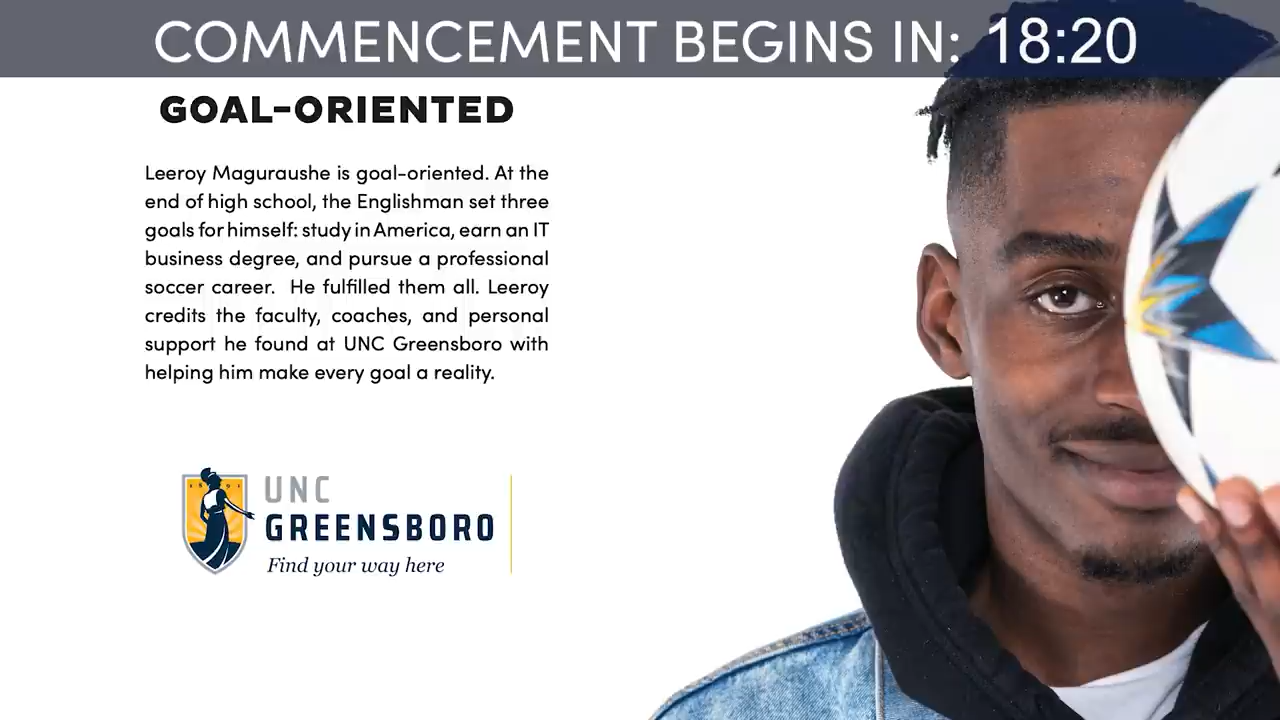 COMMENCEMENT BEGINS IN: 18:20
GOAL-ORIENTED
Leeroy Maguraushe is goal-oriented. At the
end of high school, the Englishman set three
goals for himself: study in America, earn an IT
business degree, and pursue a professional
soccer career. He fulfilled them all. Leeroy
credits the faculty, coaches, and personal
support he found at UNC Greensboro with
helping him make every goal a reality.
1891
UNC
GREENSBORO
Find your way here